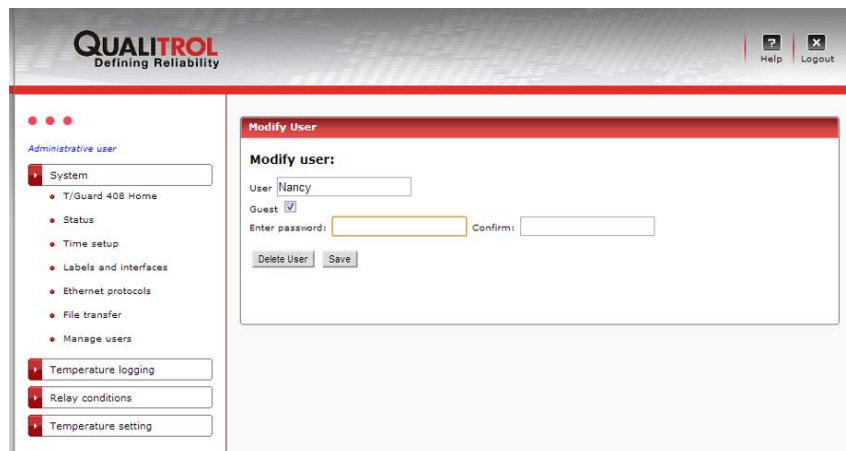 QUALITROL
Defining Reliability
Help
Logout
Administrative user
System
T/Guard 408 Home
Status
Time setup
Labels and interfaces
Ethernet protocols
File transfer
Manage users
Temperature logging
Relay conditions
Temperature setting
Modify User
Modify user:
User Nancy
Guest
Enter password: Confirm:
Delete User Save